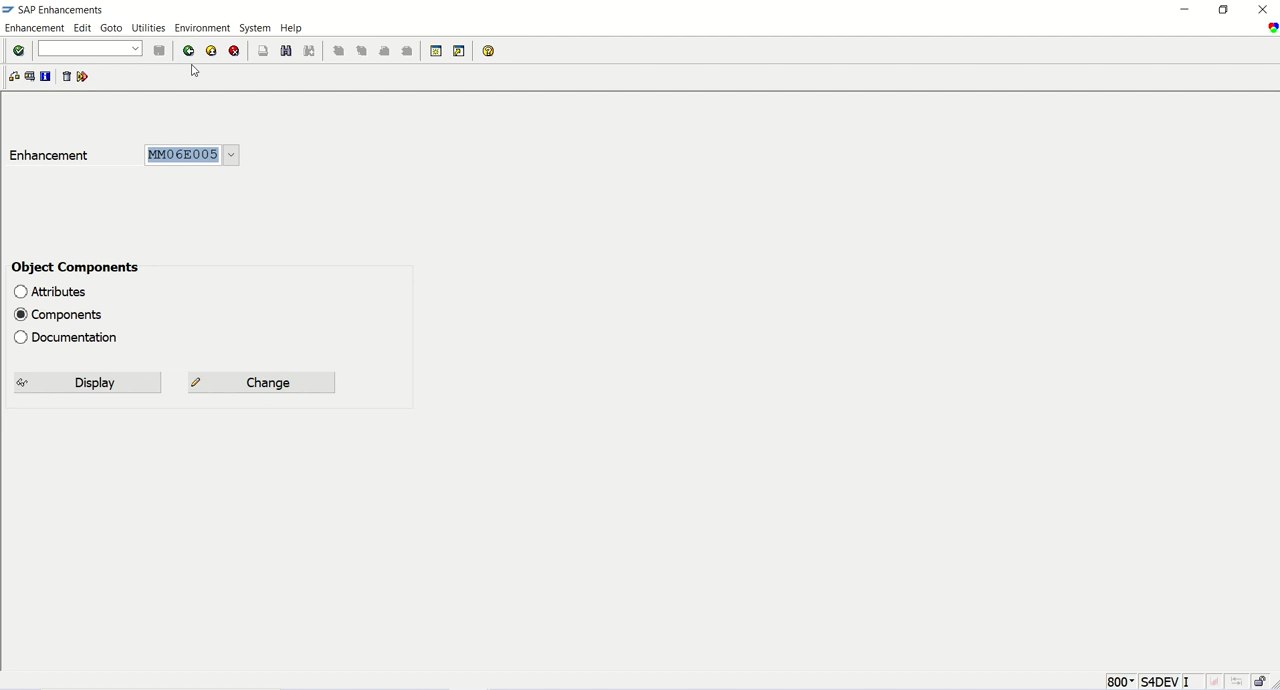 SAP Enhancements
Enhancement Edit Goto Utilities Environment System Help
Enhancement MM06E005
Object Components
Attributes
Components
Documentation
Display Change
800 S4DEV I